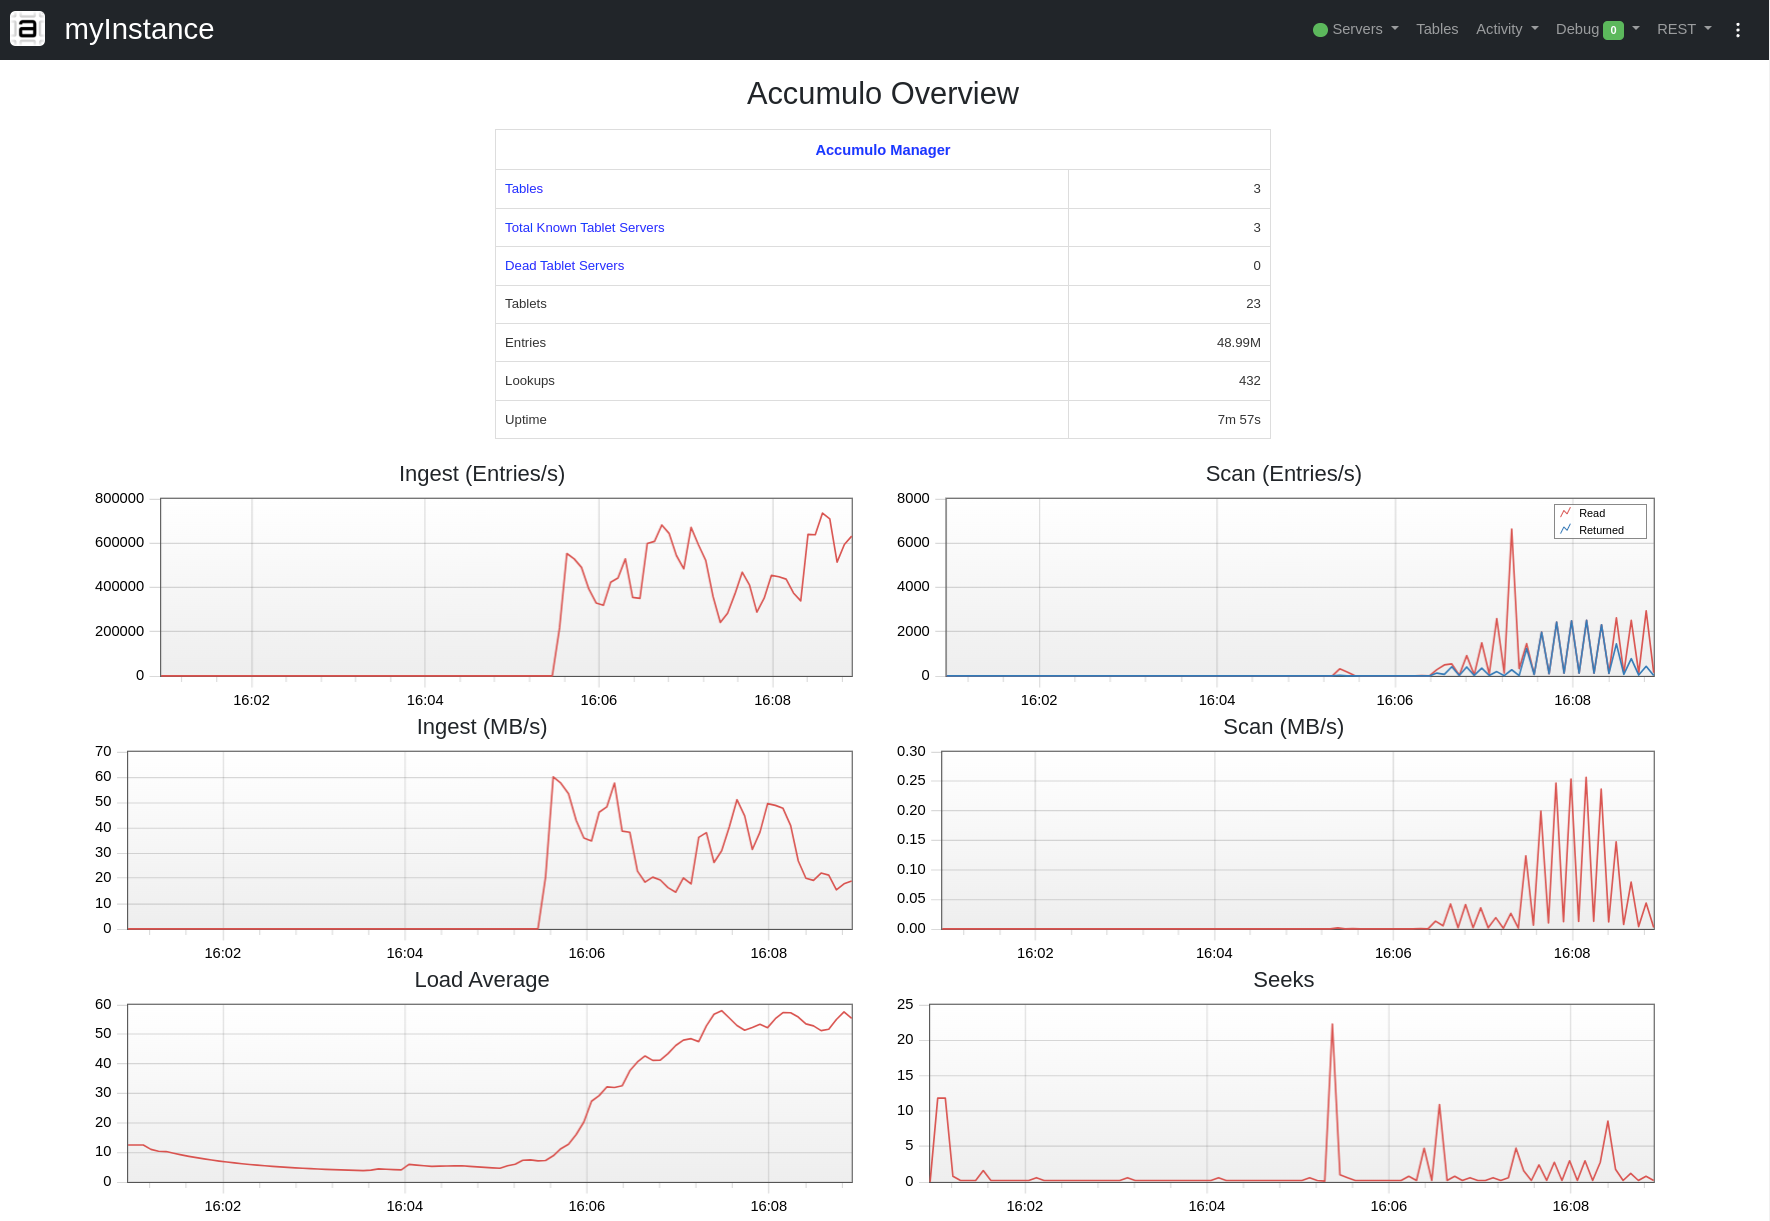 a myInstance Servers Tables Activity Debug 0 REST
Accumulo Overview
Accumulo Manager
Tables 3
Total Known Tablet Servers 3
Dead Tablet Servers 0
Tablets 23
Entries 48.99M
Lookups 432
Uptime 7m 57s
Ingest (Entries/s)
800000
600000
400000
200000
0
16:02 16:04 16:06 16:08
Scan (Entries/s)
8000
6000
4000
2000
0
Read
Returned
16:02 16:04 16:06 16:08
Ingest (MB/s)
70
60
50
40
30
20
10
0
16:02 16:04 16:06 16:08
Scan (MB/s)
0.30
0.25
0.20
0.15
0.10
0.05
0.00
16:02 16:04 16:06 16:08
Load Average
60
50
40
30
20
10
0
16:02 16:04 16:06 16:08
Seeks
25
20
15
10
5
0
16:02 16:04 16:06 16:08